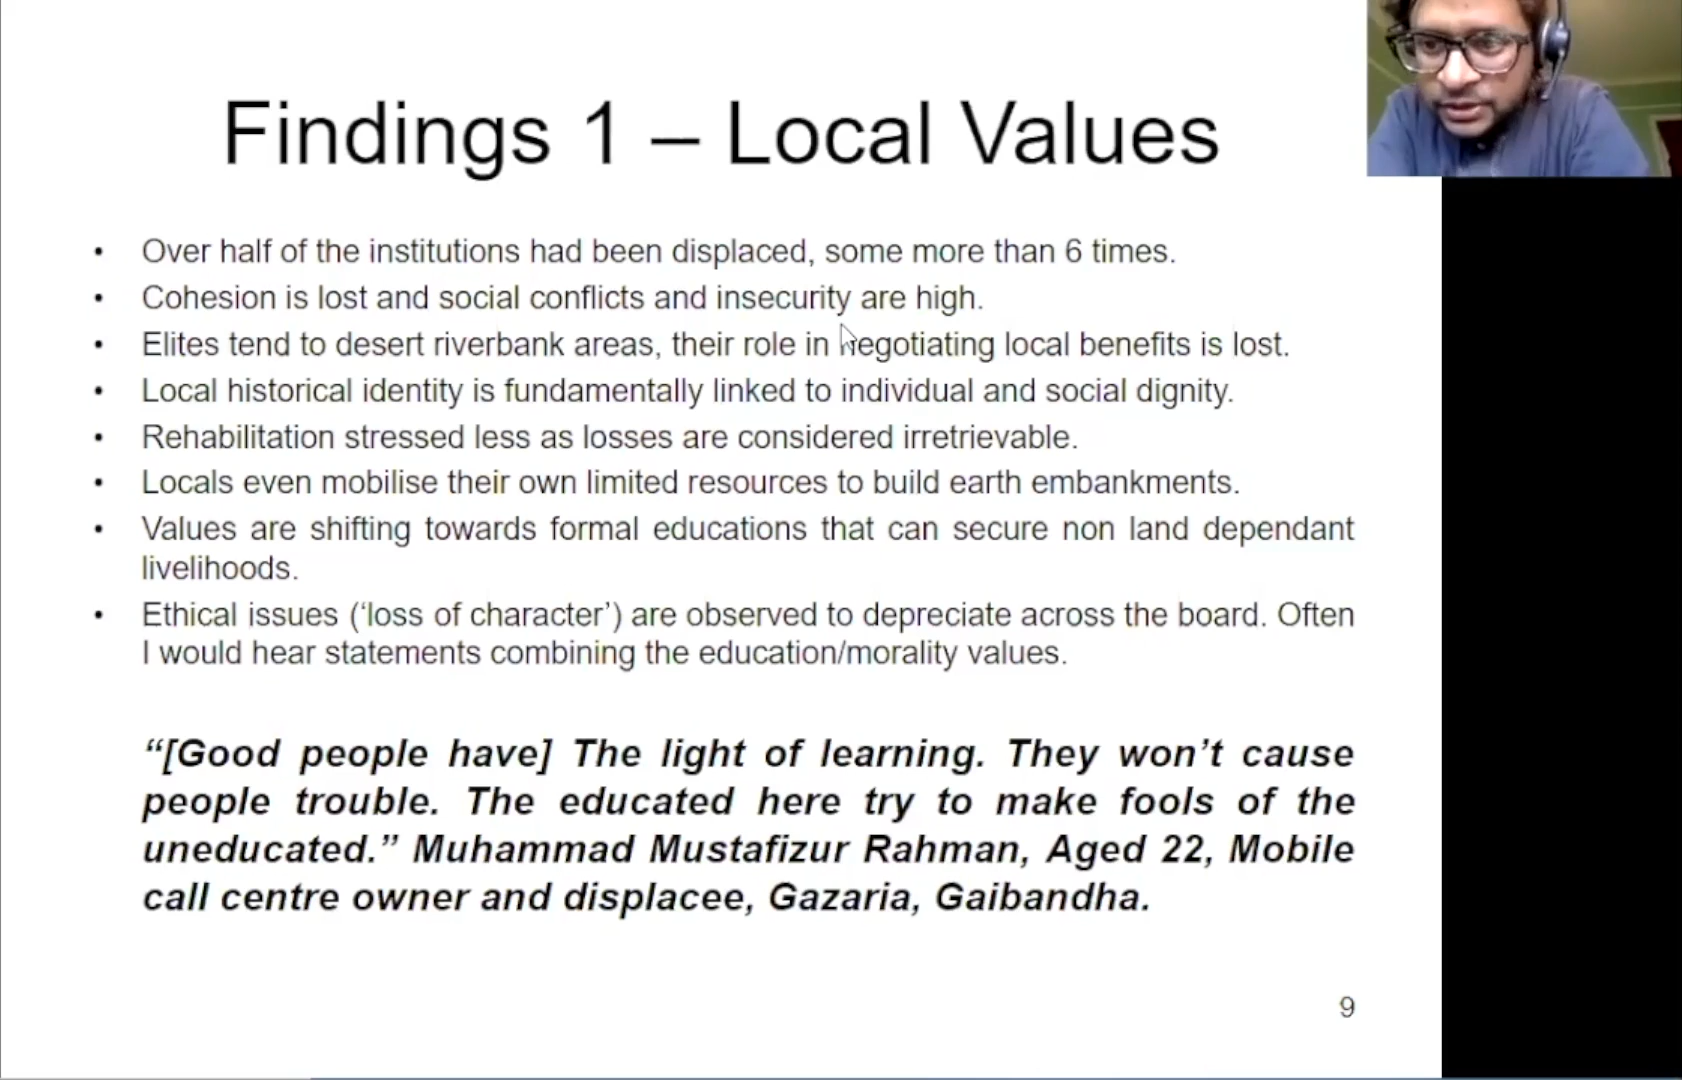 Findings 1 – Local Values
• Over half of the institutions had been displaced, some more than 6 times.
• Cohesion is lost and social conflicts and insecurity are high.
• Elites tend to desert riverbank areas, their role in negotiating local benefits is lost.
• Local historical identity is fundamentally linked to individual and social dignity.
• Rehabilitation stressed less as losses are considered irretrievable.
• Locals even mobilise their own limited resources to build earth embankments.
• Values are shifting towards formal educations that can secure non land dependant
livelihoods.
• Ethical issues (‘loss of character’) are observed to depreciate across the board. Often
I would hear statements combining the education/morality values.
“[Good people have] The light of learning. They won’t cause
people trouble. The educated here try to make fools of the
uneducated.” Muhammad Mustafizur Rahman, Aged 22, Mobile
call centre owner and displacee, Gazaria, Gaibandha.
9